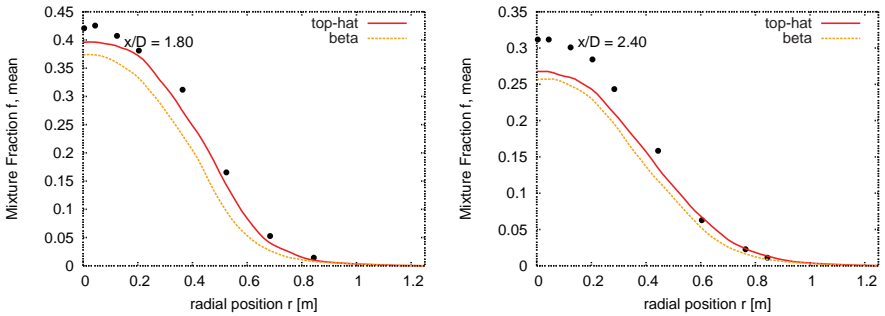 Mixture Fraction f, mean
0.45
0.4
0.35
0.3
0.25
0.2
0.15
0.1
0.05
0
top-hat
beta
x/D = 1.80
0 0.2 0.4 0.6 0.8 1 1.2
radial position r [m]
Mixture Fraction f, mean
0.35
0.3
0.25
0.2
0.15
0.1
0.05
0
top-hat
beta
x/D = 2.40
0 0.2 0.4 0.6 0.8 1 1.2
radial position r [m]